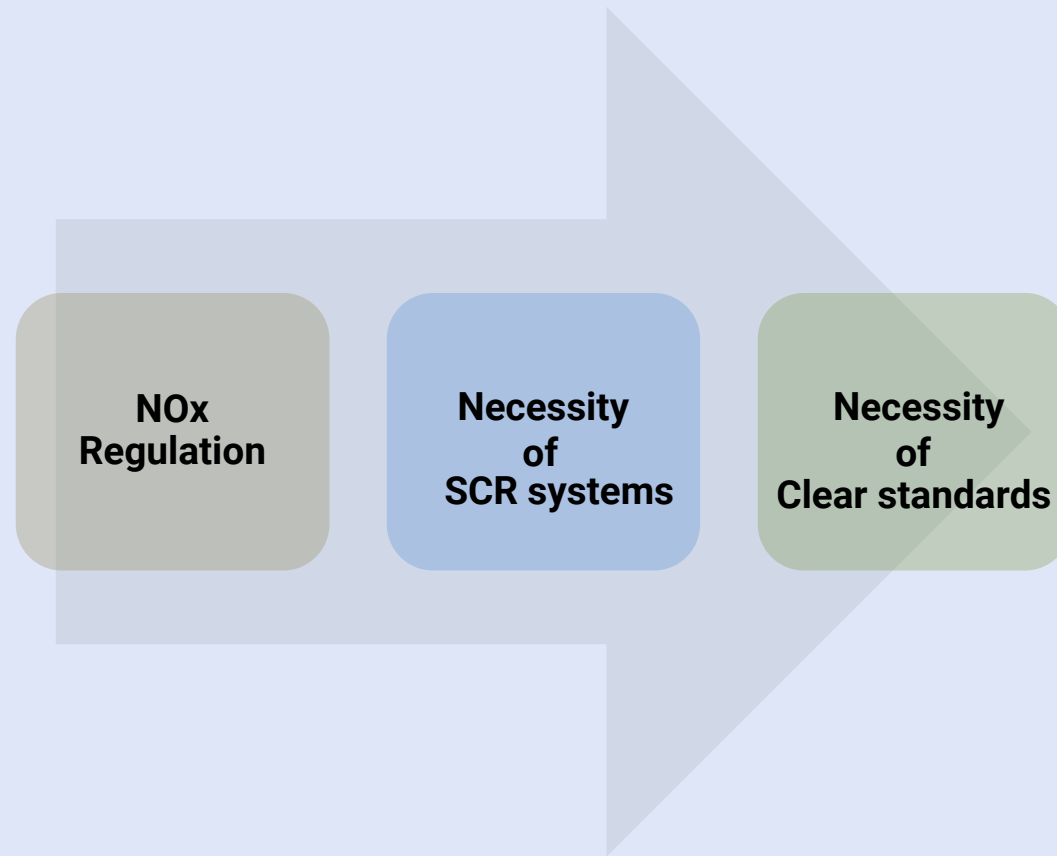 NOx
Regulation
Necessity
of
SCR systems
Necessity
of
Clear standards